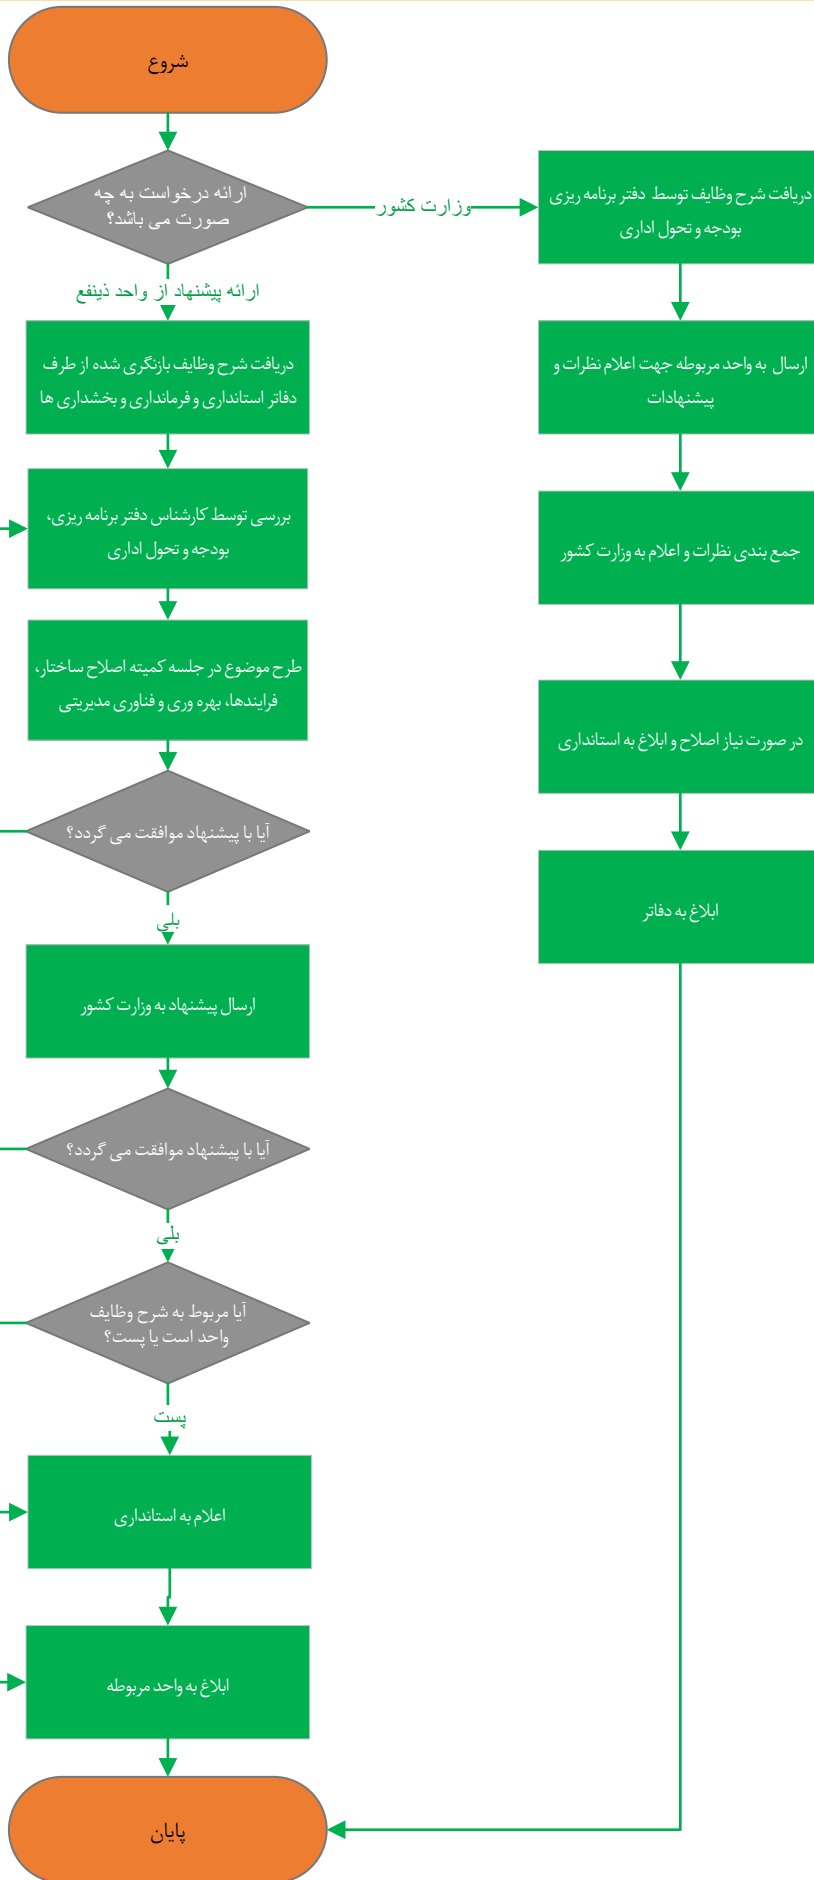 شروع
ارائه درخواست به چه
صورت می باشد؟
وزارت کشور
دریافت شرح وظایف توسط دفتر برنامه ریزی
بودجه و تحول اداری
ارائه پیشنهاد از واحد ذینفع
دریافت شرح وظایف بازنگری شده از طرف
دفاتر استانداری و فرمانداری و بخشداری ها
ارسال به واحد مربوطه جهت اعلام نظرات و
پیشنهادات
بررسی توسط کارشناس دفتر برنامه ریزی،
بودجه و تحول اداری
جمع بندی نظرات و اعلام به وزارت کشور
طرح موضوع در جلسه کمیته اصلاح ساختار،
فرایندها، بهره وری و فناوری مدیریتی
در صورت نیاز اصلاح و ابلاغ به استانداری
آیا با پیشنهاد موافقت می گردد؟
بلی
ابلاغ به دفاتر
ارسال پیشنهاد به وزارت کشور
آیا با پیشنهاد موافقت می گردد؟
بلی
آیا مربوط به شرح وظایف
واحد است یا پست؟
پست
اعلام به استانداری
ابلاغ به واحد مربوطه
پایان